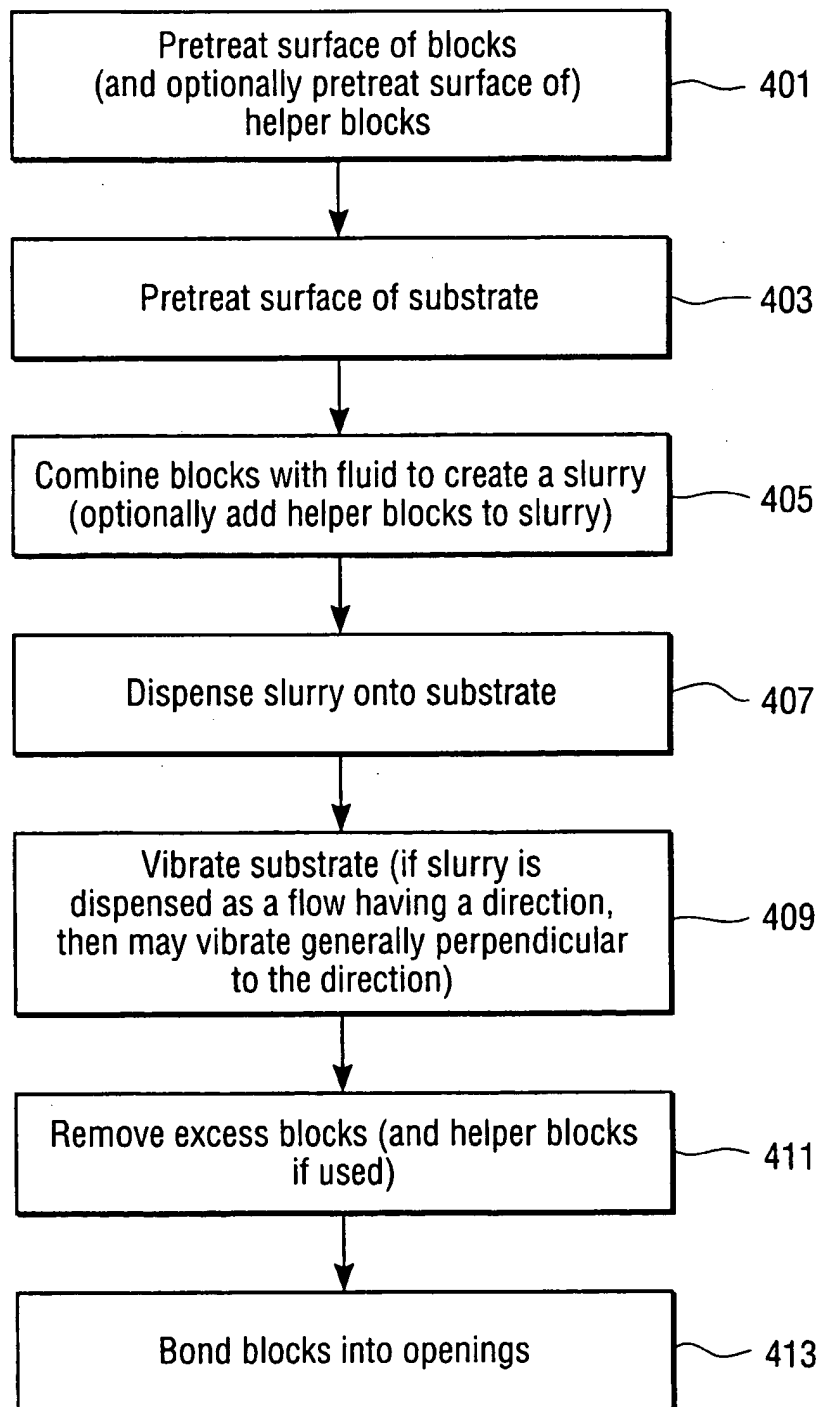 Pretreat surface of blocks
(and optionally pretreat surface of)
helper blocks
401
Pretreat surface of substrate
403
Combine blocks with fluid to create a slurry
(optionally add helper blocks to slurry)
405
Dispense slurry onto substrate
407
Vibrate substrate (if slurry is
dispensed as a flow having a direction,
then may vibrate generally perpendicular
to the direction)
409
Remove excess blocks (and helper blocks
if used)
411
Bond blocks into openings
413